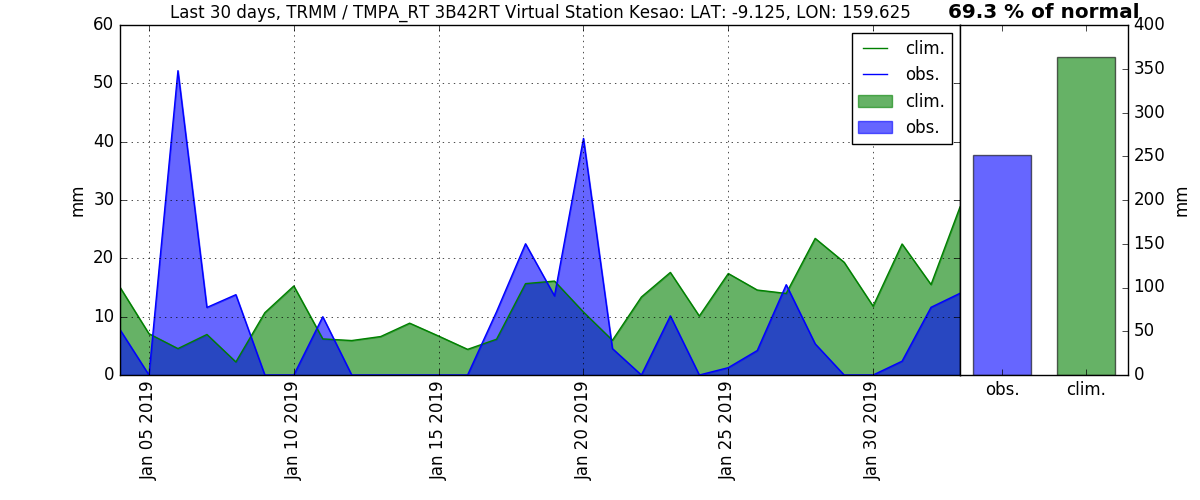 Last 30 days, TRMM / TMPA_RT 3B42RT Virtual Station Kesao: LAT: -9.125, LON: 159.625
69.3 % of normal
60
50
40
30
20
10
0
mm
clim.
obs.
clim.
obs.
Jan 05 2019
Jan 10 2019
Jan 15 2019
Jan 20 2019
Jan 25 2019
Jan 30 2019
400
350
300
250
200
150
100
50
0
mm
obs.
clim.